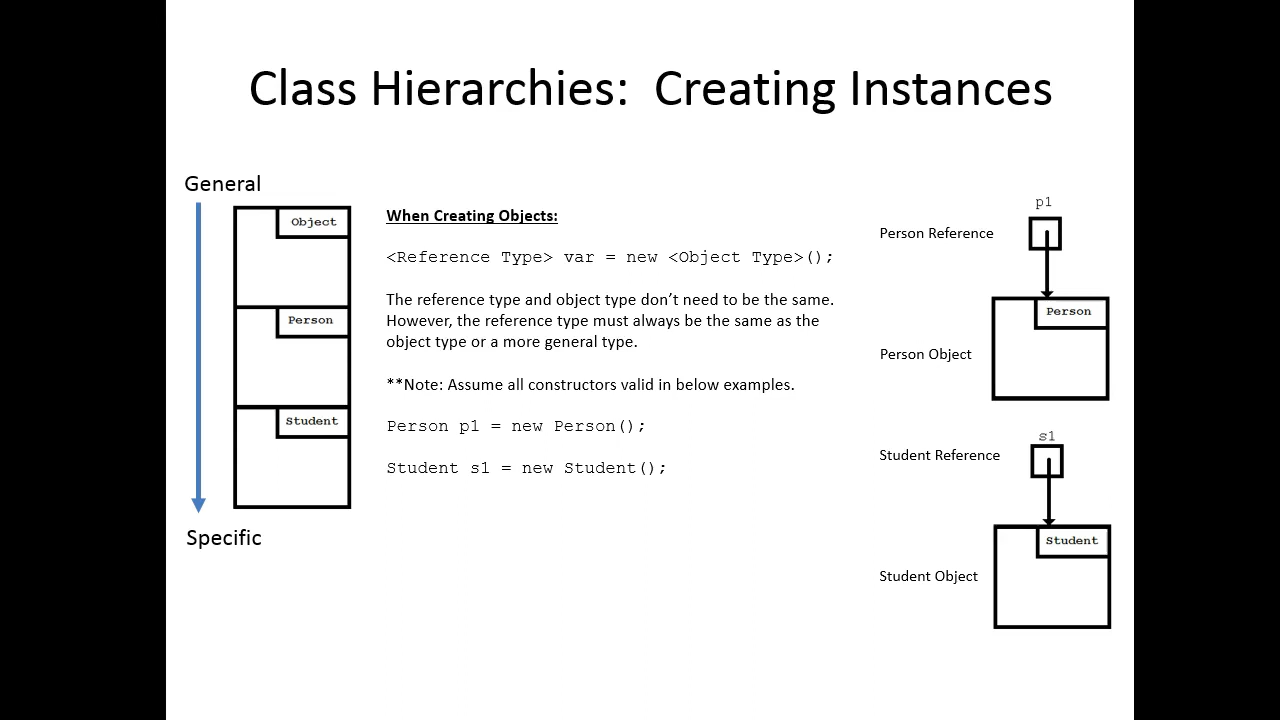 Class Hierarchies:  Creating Instances
General
Object
Person
Student
Specific
When Creating Objects:
<Reference Type> var = new <Object Type>();
The reference type and object type don’t need to be the same.
However, the reference type must always be the same as the
object type or a more general type.
**Note: Assume all constructors valid in below examples.
Person p1 = new Person();
Student s1 = new Student();
p1
Person Reference
Person
Person Object
s1
Student Reference
Student
Student Object